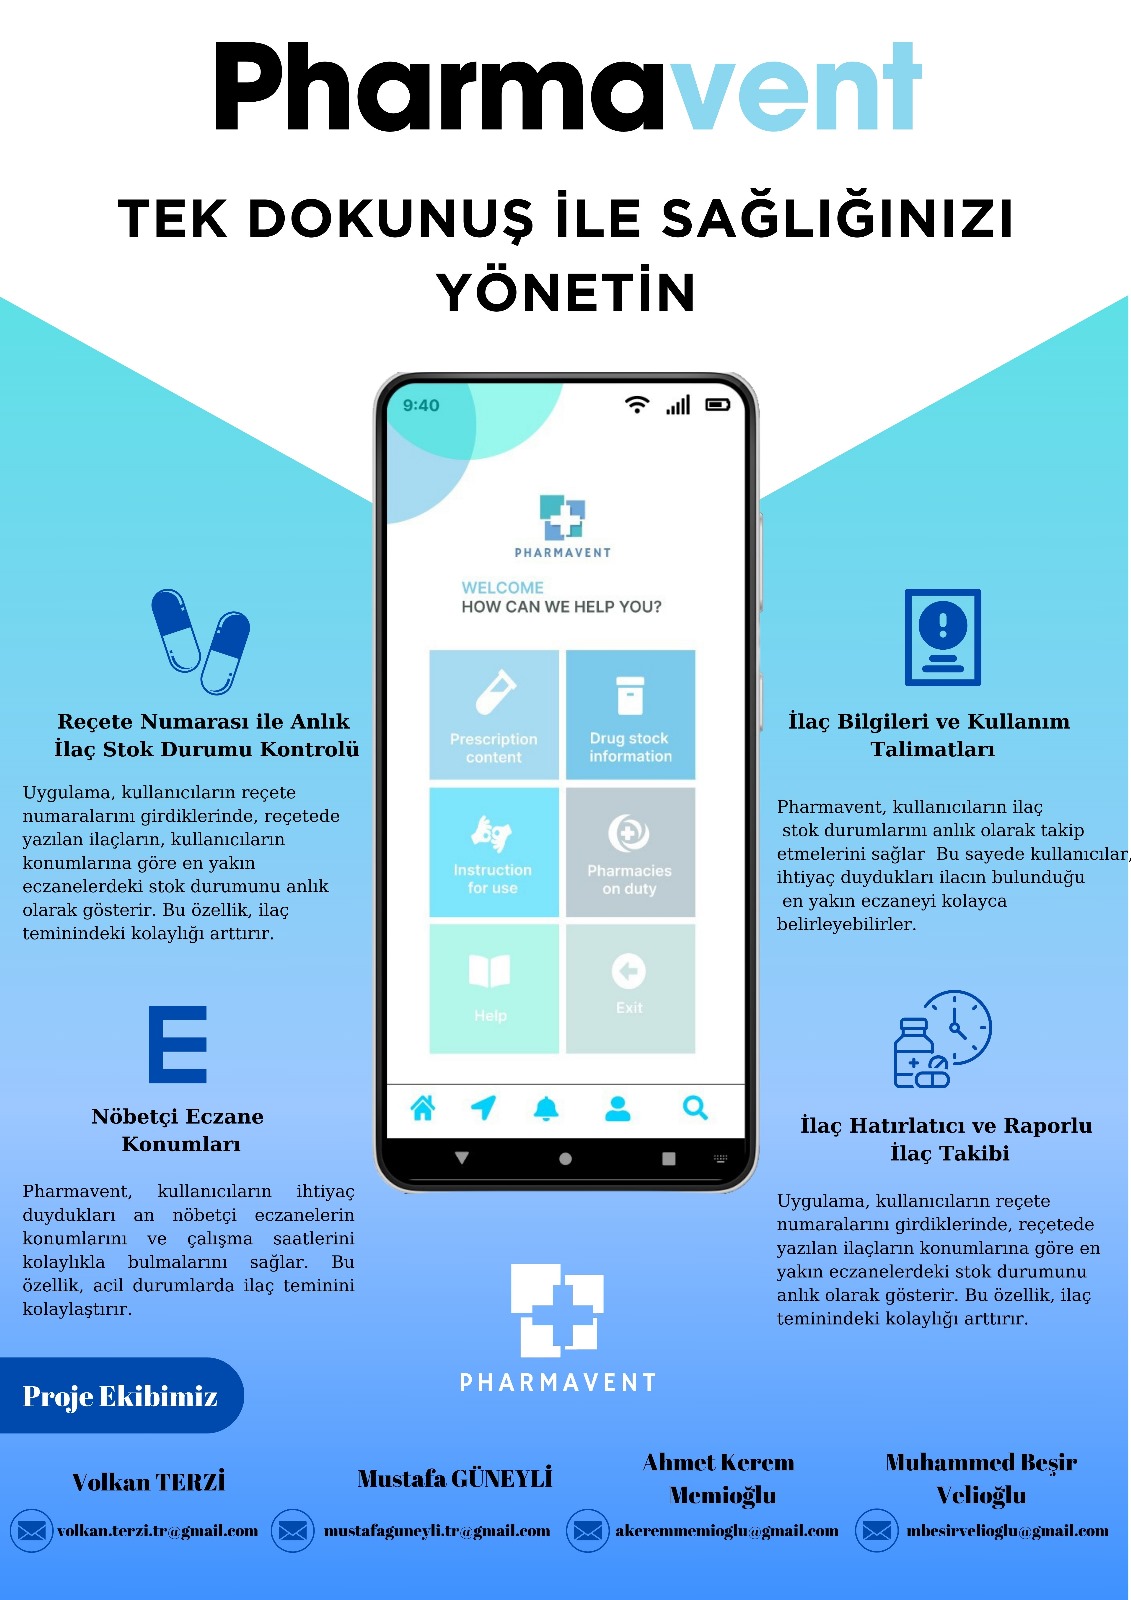 Pharmavent
TEK DOKUNUŞ İLE SAĞLIĞINIZI
YÖNETİN
9:40
PHARMAVENT
WELCOME
HOW CAN WE HELP YOU?
Prescription
content
Drug stock
information
Instruction
for use
Pharmacies
on duty
Help
Exit
Reçete Numarası ile Anlık
İlaç Stok Durumu Kontrolü
Uygulama, kullanıcıların reçete
numaralarını girdiklerinde, reçetede
yazılan ilaçların, kullanıcıların
konumlarına göre en yakın
eczanelerdeki stok durumunu anlık
olarak gösterir. Bu özellik, ilaç
teminindeki kolaylığı arttırır.
E
Nöbetçi Eczane
Konumları
Pharmavent, kullanıcıların ihtiyaç
duydukları an nöbetçi eczanelerin
konumlarını ve çalışma saatlerini
kolaylıkla bulmalarını sağlar. Bu
özellik, acil durumlarda ilaç teminini
kolaylaştırır.
İlaç Bilgileri ve Kullanım
Talimatları
Pharmavent, kullanıcıların ilaç
stok durumlarını anlık olarak takip
etmelerini sağlar  Bu sayede kullanıcılar,
ihtiyaç duydukları ilacın bulunduğu
en yakın eczaneyi kolayca
belirleyebilirler.
İlaç Hatırlatıcı ve Raporlu
İlaç Takibi
Uygulama, kullanıcıların reçete
numaralarını girdiklerinde, reçetede
yazılan ilaçların konumlarına göre en
yakın eczanelerdeki stok durumunu
anlık olarak gösterir. Bu özellik, ilaç
teminindeki kolaylığı arttırır.
PHARMAVENT
Proje Ekibimiz
Volkan TERZİ
volkan.terzi.tr@gmail.com
Mustafa GÜNEYLİ
mustafaguneyli.tr@gmail.com
Ahmet Kerem
Memioğlu
akeremmemioglu@gmail.com
Muhammed Beşir
Velioğlu
mbesirvelioglu@gmail.com